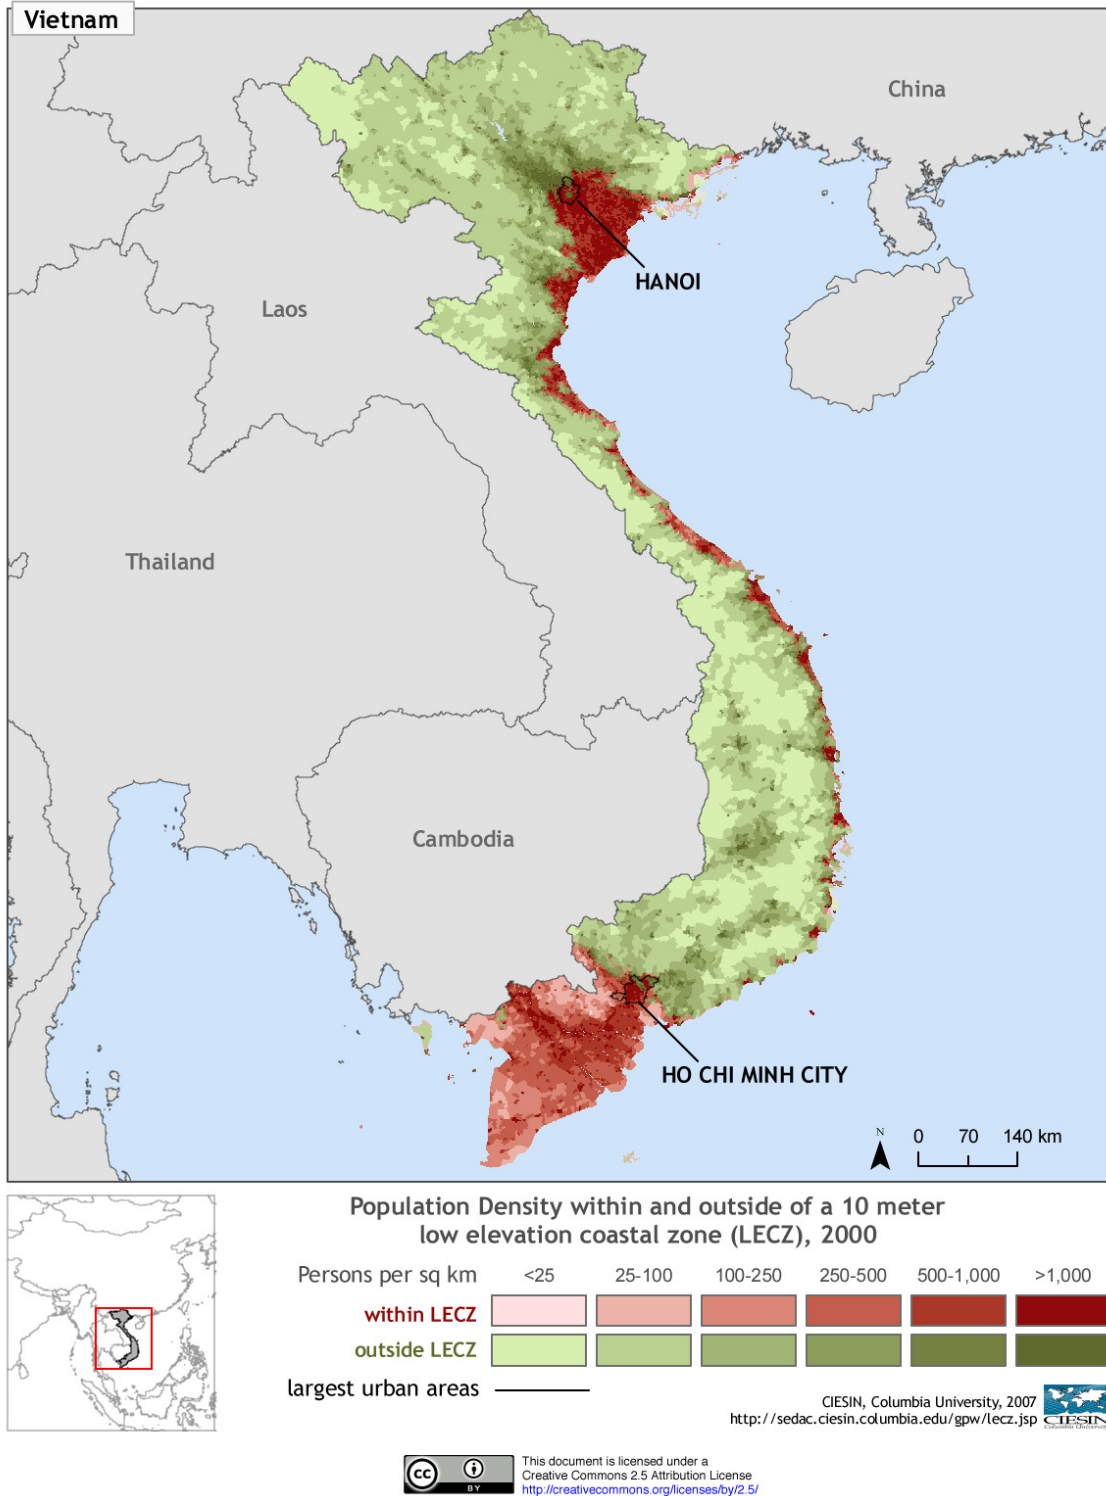 Vietnam
China
HANOI
Laos
Thailand
Cambodia
HO CHI MINH CITY
N
0 70 140 km
Population Density within and outside of a 10 meter
low elevation coastal zone (LECZ), 2000
Persons per sq km <25 25-100 100-250 250-500 500-1,000 >1,000
within LECZ
outside LECZ
largest urban areas
CIESIN, Columbia University, 2007
http://sedac.ciesin.columbia.edu/gpw/lecz.jsp
CIESIN
Columbia University
cc BY
This document is licensed under a
Creative Commons 2.5 Attribution License
http://creativecommons.org/licenses/by/2.5/